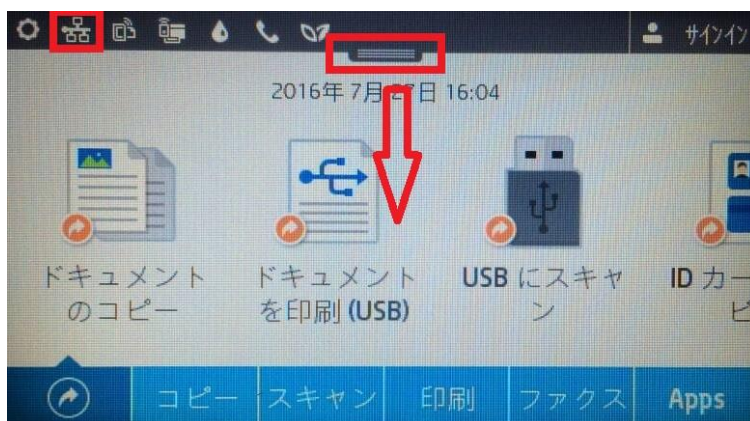 サインイン
2016年 7月 27日 16:04
ドキュメント
のコピー
ドキュメント
を印刷 (USB)
USB にスキャ
ン
ID カー
ピ
コピー
スキャン
印刷
ファクス
Apps